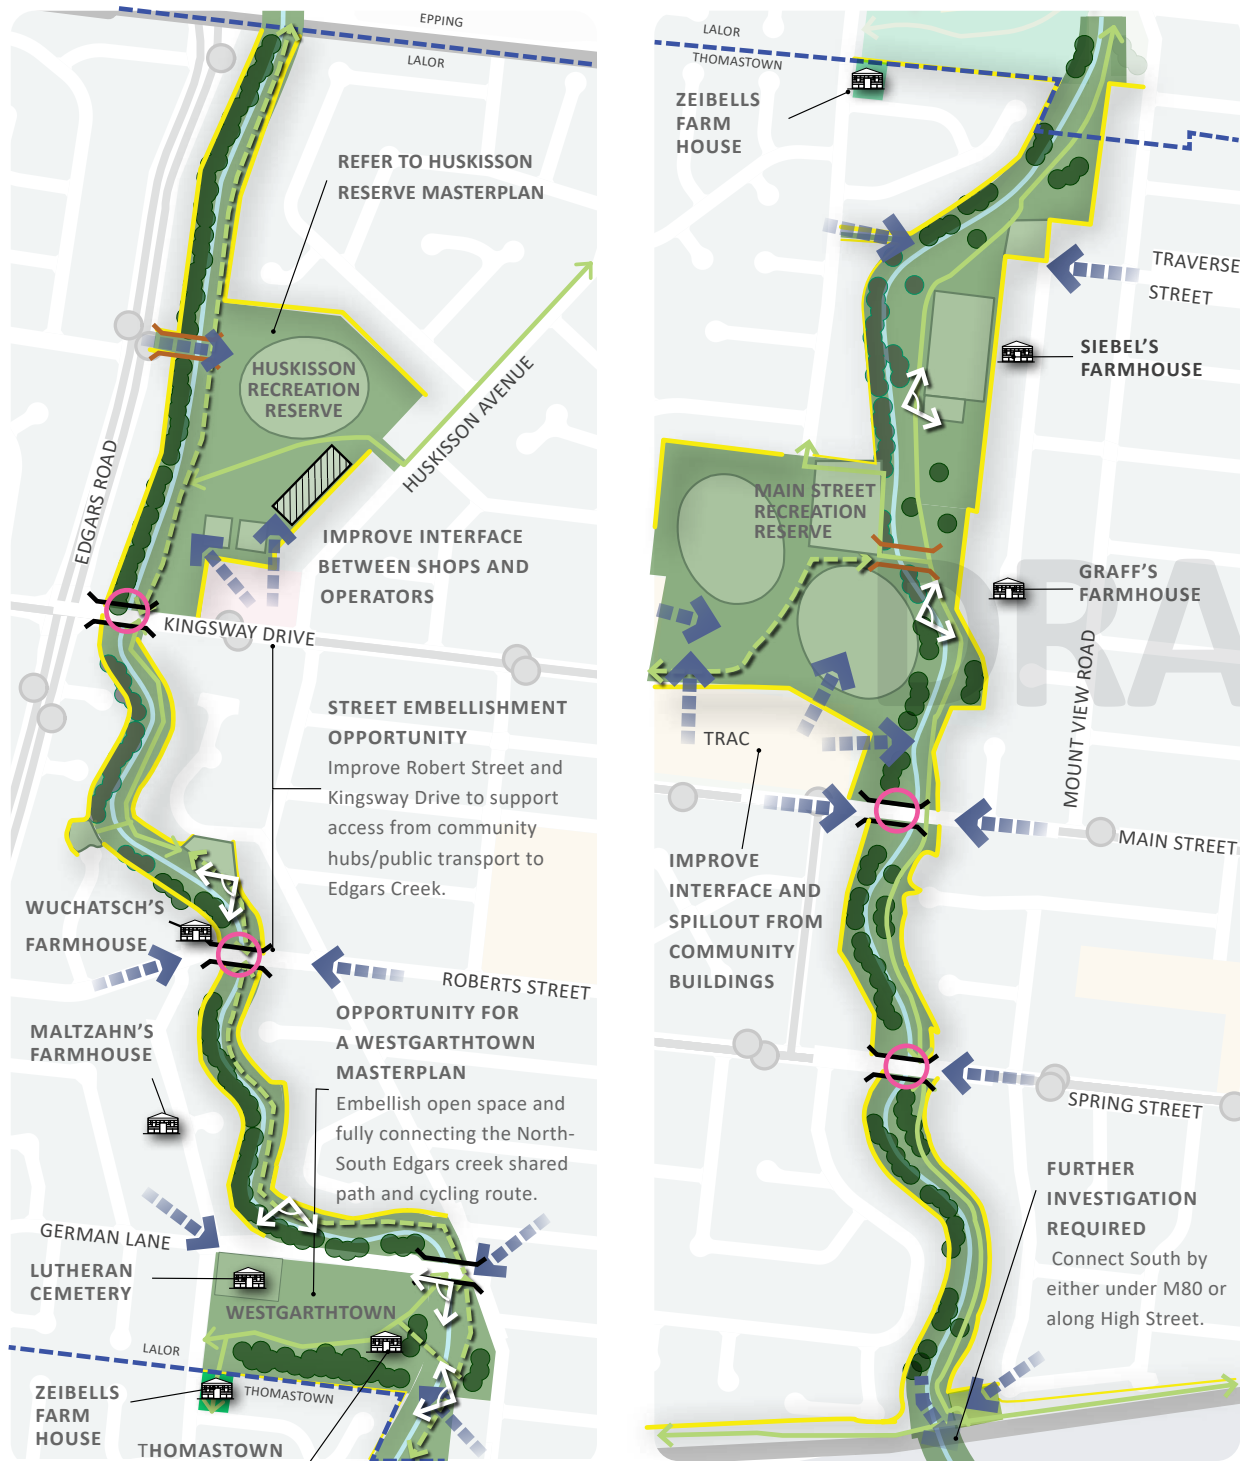 EPPING
LALOR
REFER TO HUSKISSON
RESERVE MASTERPLAN
HUSKISSON
RECREATION
RESERVE
HUSKISSON AVENUE
EDGARS ROAD
IMPROVE INTERFACE
BETWEEN SHOPS AND
OPERATORS
KINGSWAY DRIVE
STREET EMBELLISHMENT
OPPORTUNITY
Improve Robert Street and
Kingsway Drive to support
access from community
hubs/public transport to
Edgars Creek.
WUCHATSCH'S
FARMHOUSE
ROBERTS STREET
MALTZAHN'S
FARMHOUSE
OPPORTUNITY FOR
A WESTGARTHTOWN
MASTERPLAN
Embellish open space and
fully connecting the North-
South Edgars creek shared
path and cycling route.
GERMAN LANE
LUTHERAN
CEMETERY
WESTGARTHTOWN
LALOR
THOMASTOWN
ZEIBELLS
FARM
HOUSE
THOMASTOWN
LALOR
THOMASTOWN
ZEIBELLS
FARM
HOUSE
TRAVERSE
STREET
SIEBEL'S
FARMHOUSE
MAIN STREET
RECREATION
RESERVE
GRAFF'S
FARMHOUSE
DRA
MOUNT VIEW ROAD
TRAC
MAIN STREET
IMPROVE
INTERFACE AND
SPILLOUT FROM
COMMUNITY
BUILDINGS
SPRING STREET
FURTHER
INVESTIGATION
REQUIRED
Connect South by
either under M80 or
along High Street.